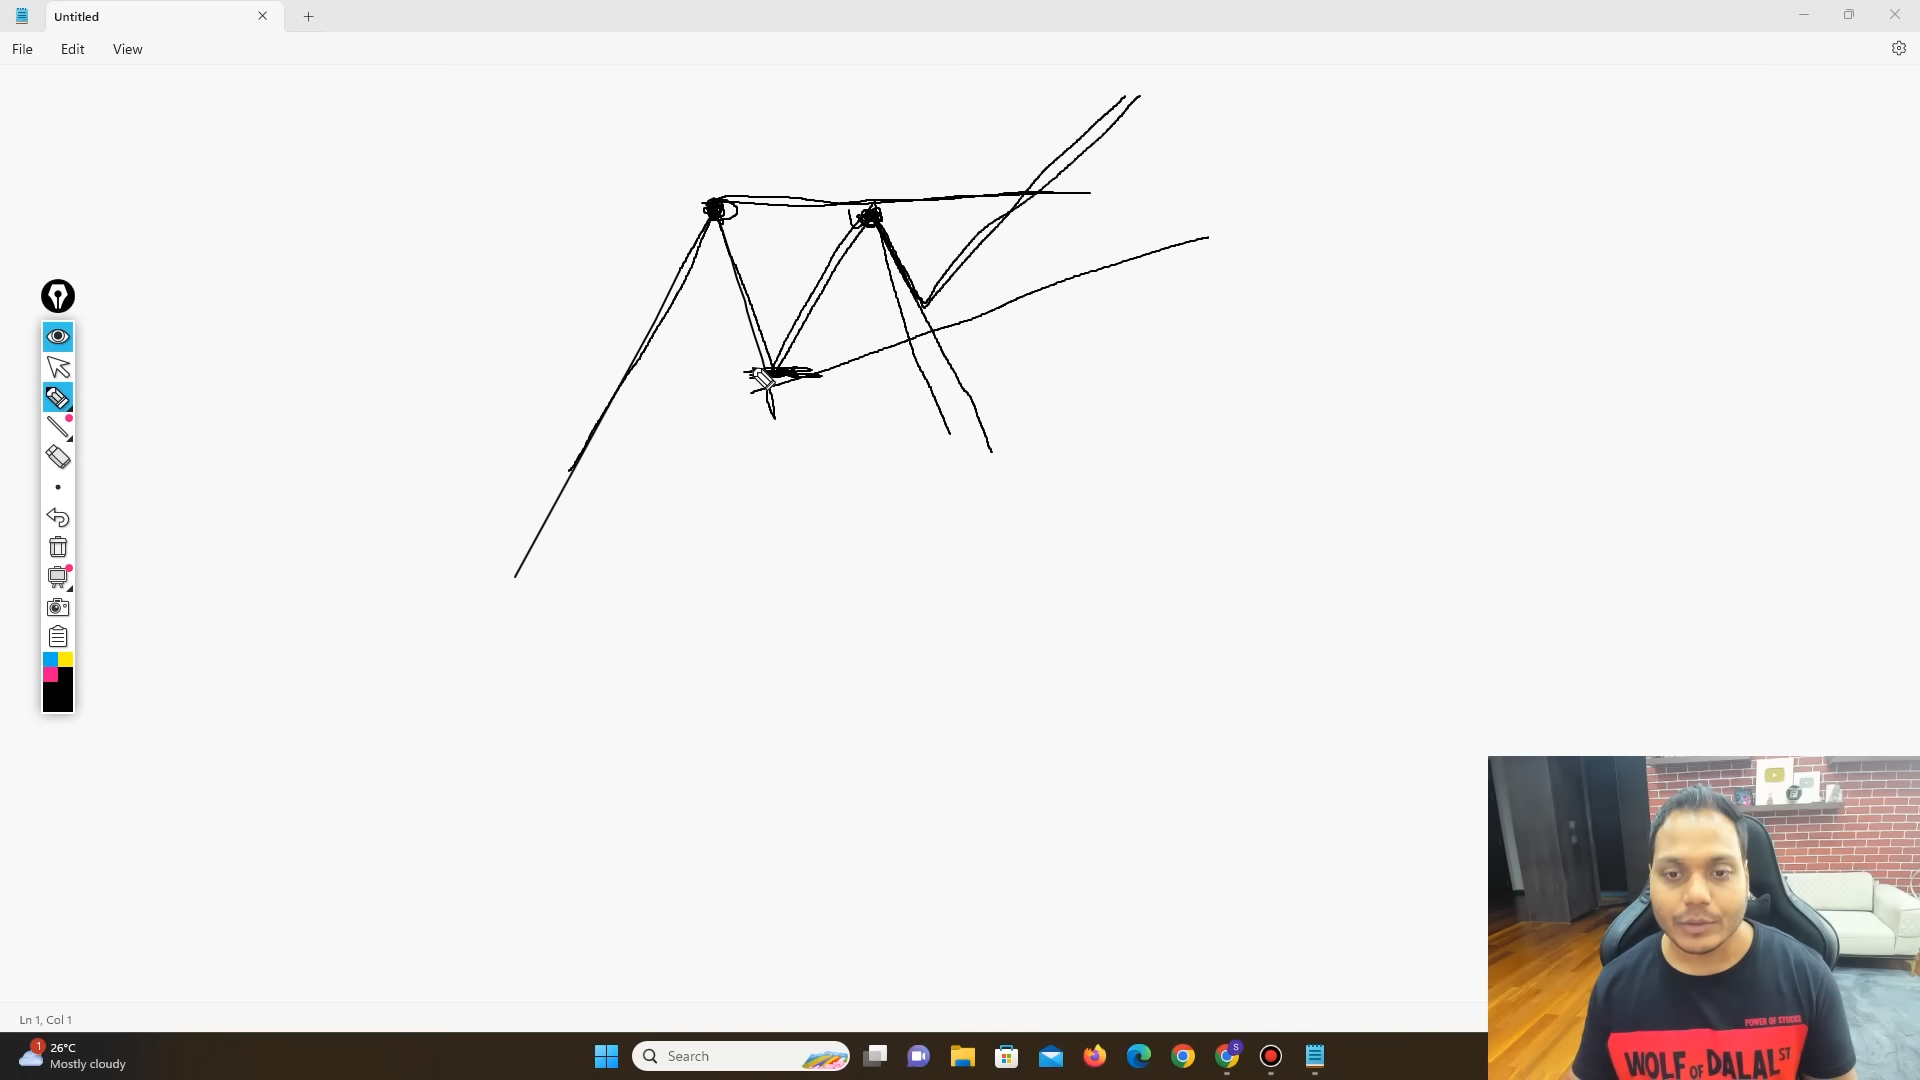 Untitled
File Edit View
Ln 1, Col 1
1
26°C
Mostly cloudy
Search
S
POWER OF STOCKS
WOLF OF DALAL ST